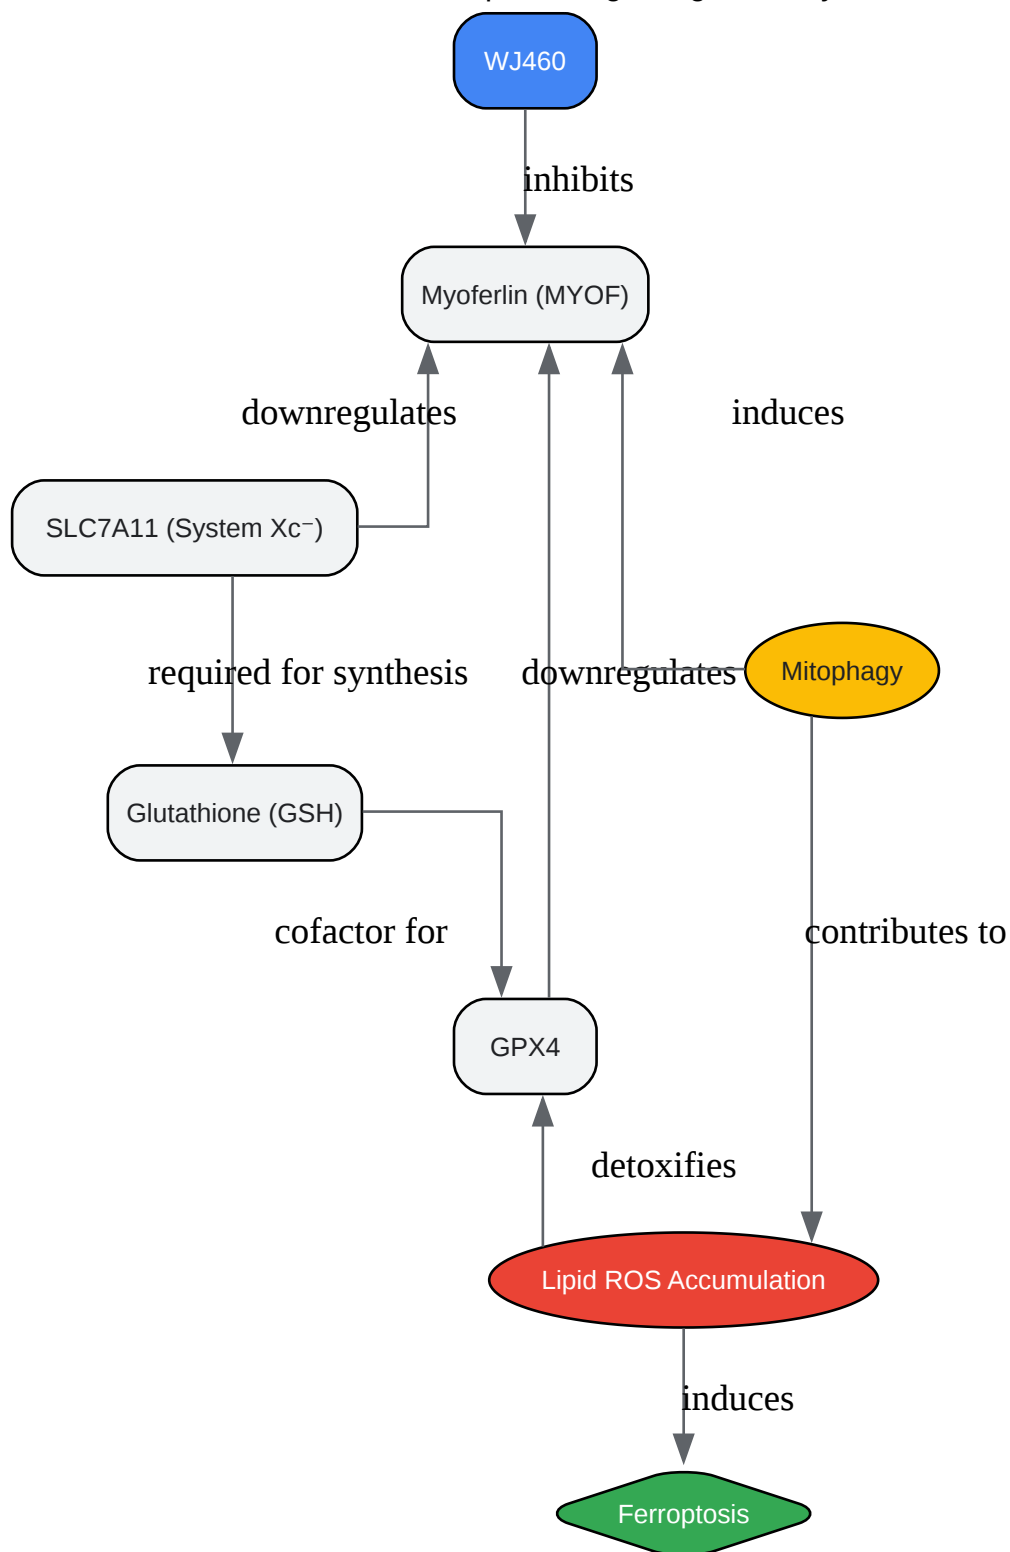 WJ460
inhibits
Myoferlin (MYOF)
downregulates
induces
SLC7A11 (System Xc⁻)
required for synthesis
downregulates
Mitophagy
Glutathione (GSH)
cofactor for
contributes to
GPX4
detoxifies
Lipid ROS Accumulation
induces
Ferroptosis